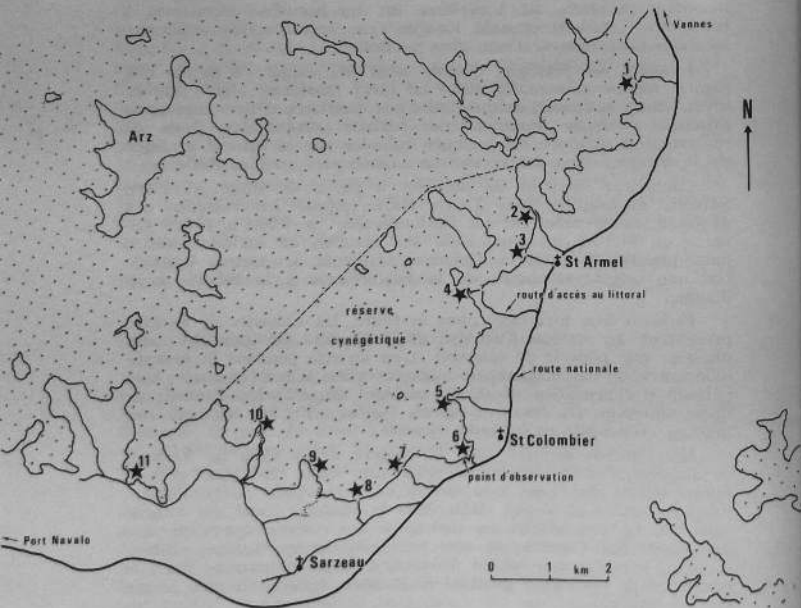 Vannes
1
N
Arz
2
3
St Armel
4
route d'accès au littoral
réserve
cynégétique
route nationale
5
10
6
St Colombier
11
9
7
8
point d'observation
Port Navalo
Sarzeau
0 1 2
km